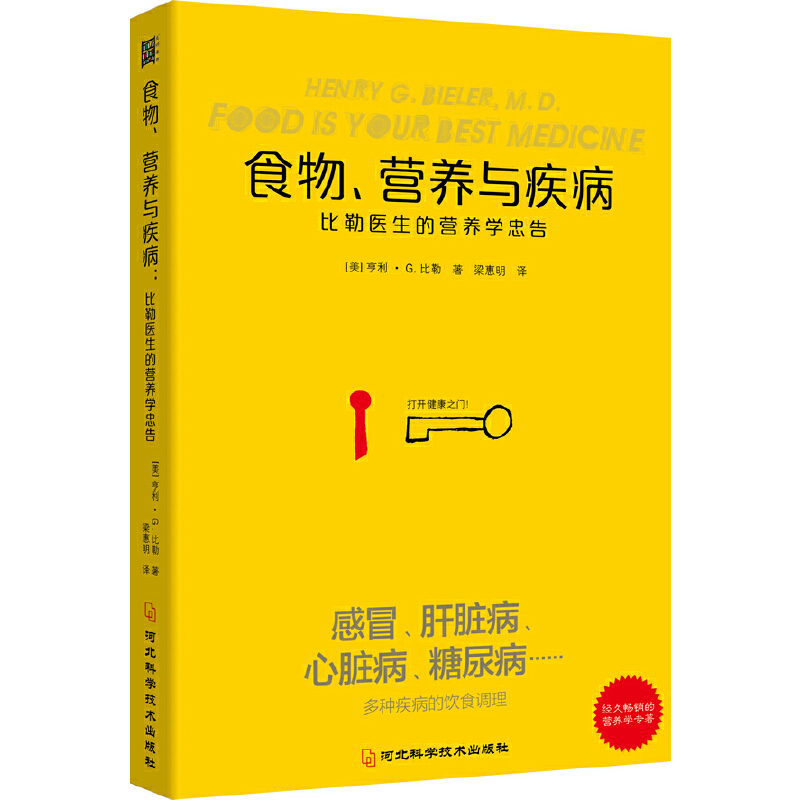 HENRY G. BIELER, M.D.
FOOD IS YOUR BEST MEDICINE
食物、营养与疾病
比勒医生的营养学忠告
[美] 亨利·G. 比勒 著 梁惠明 译
打开健康之门!
感冒、肝脏病、
心脏病、糖尿病……
多种疾病的饮食调理
经久畅销的
营养学专著
河北科学技术出版社
食物、营养与疾病:比勒医生的营养学忠告
[美] 亨利·G 比勒 著
梁惠明 译
河北科学技术出版社